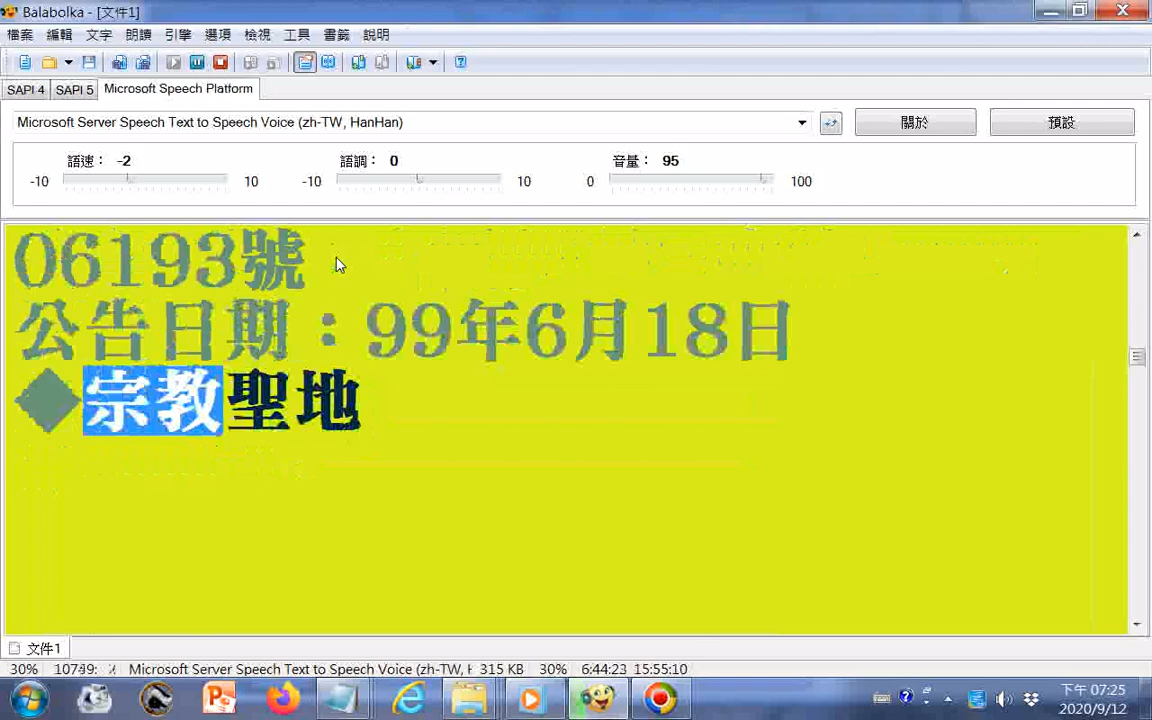 Balabolka - [文件1]
檔案 編輯 文字 朗讀 引擎 選項 檢視 工具 書籤 說明
SAPI 4 SAPI 5 Microsoft Speech Platform
Microsoft Server Speech Text to Speech Voice (zh-TW, HanHan) 關於 預設
語速： -2 語調： 0 音量： 95
-10 10 -10 10 0 100
06193號
公告日期：99年6月18日
◆宗教聖地
文件1
30% Microsoft Server Speech Text to Speech Voice (zh-TW, 315 KB 30% 6:44:23 15:55:10
下午 07:25
2020/9/12